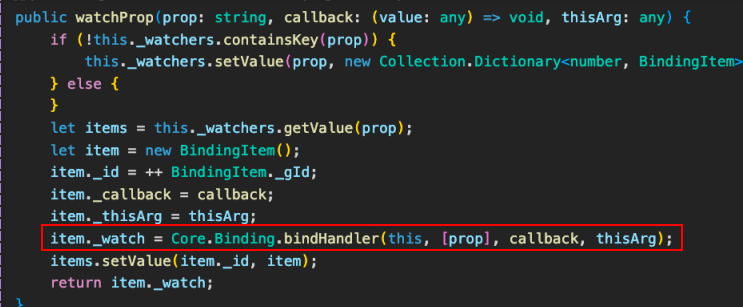 public watchProp(prop: string, callback: (value: any) => void, thisArg: any) {
if (!this._watchers.containsKey(prop)) {
this._watchers.setValue(prop, new Collection.Dictionary<number, BindingItem>
} else {
}
let items = this._watchers.getValue(prop);
let item = new BindingItem();
item._id = ++ BindingItem._gId;
item._callback = callback;
item._thisArg = thisArg;
item._watch = Core.Binding.bindHandler(this, [prop], callback, thisArg);
items.setValue(item._id, item);
return item._watch;
}